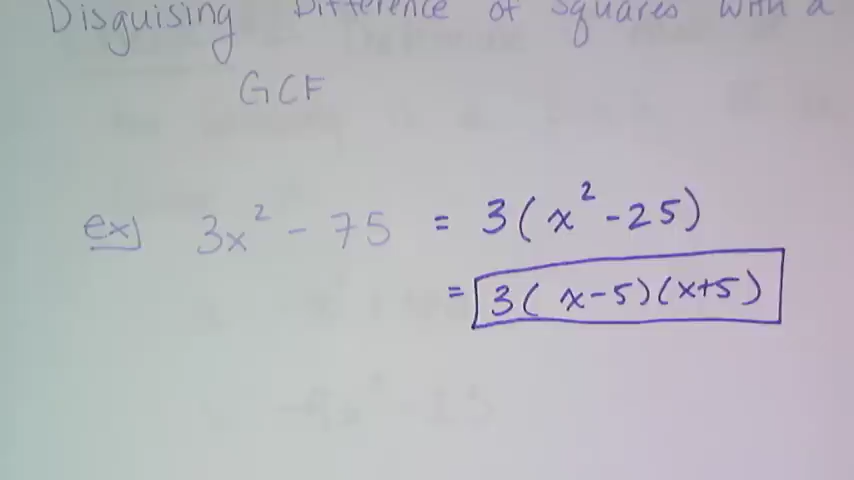 Disguising Difference of Squares with a
GCF
ex) 3x² - 75 = 3(x² - 25)
= 3(x-5)(x+5)